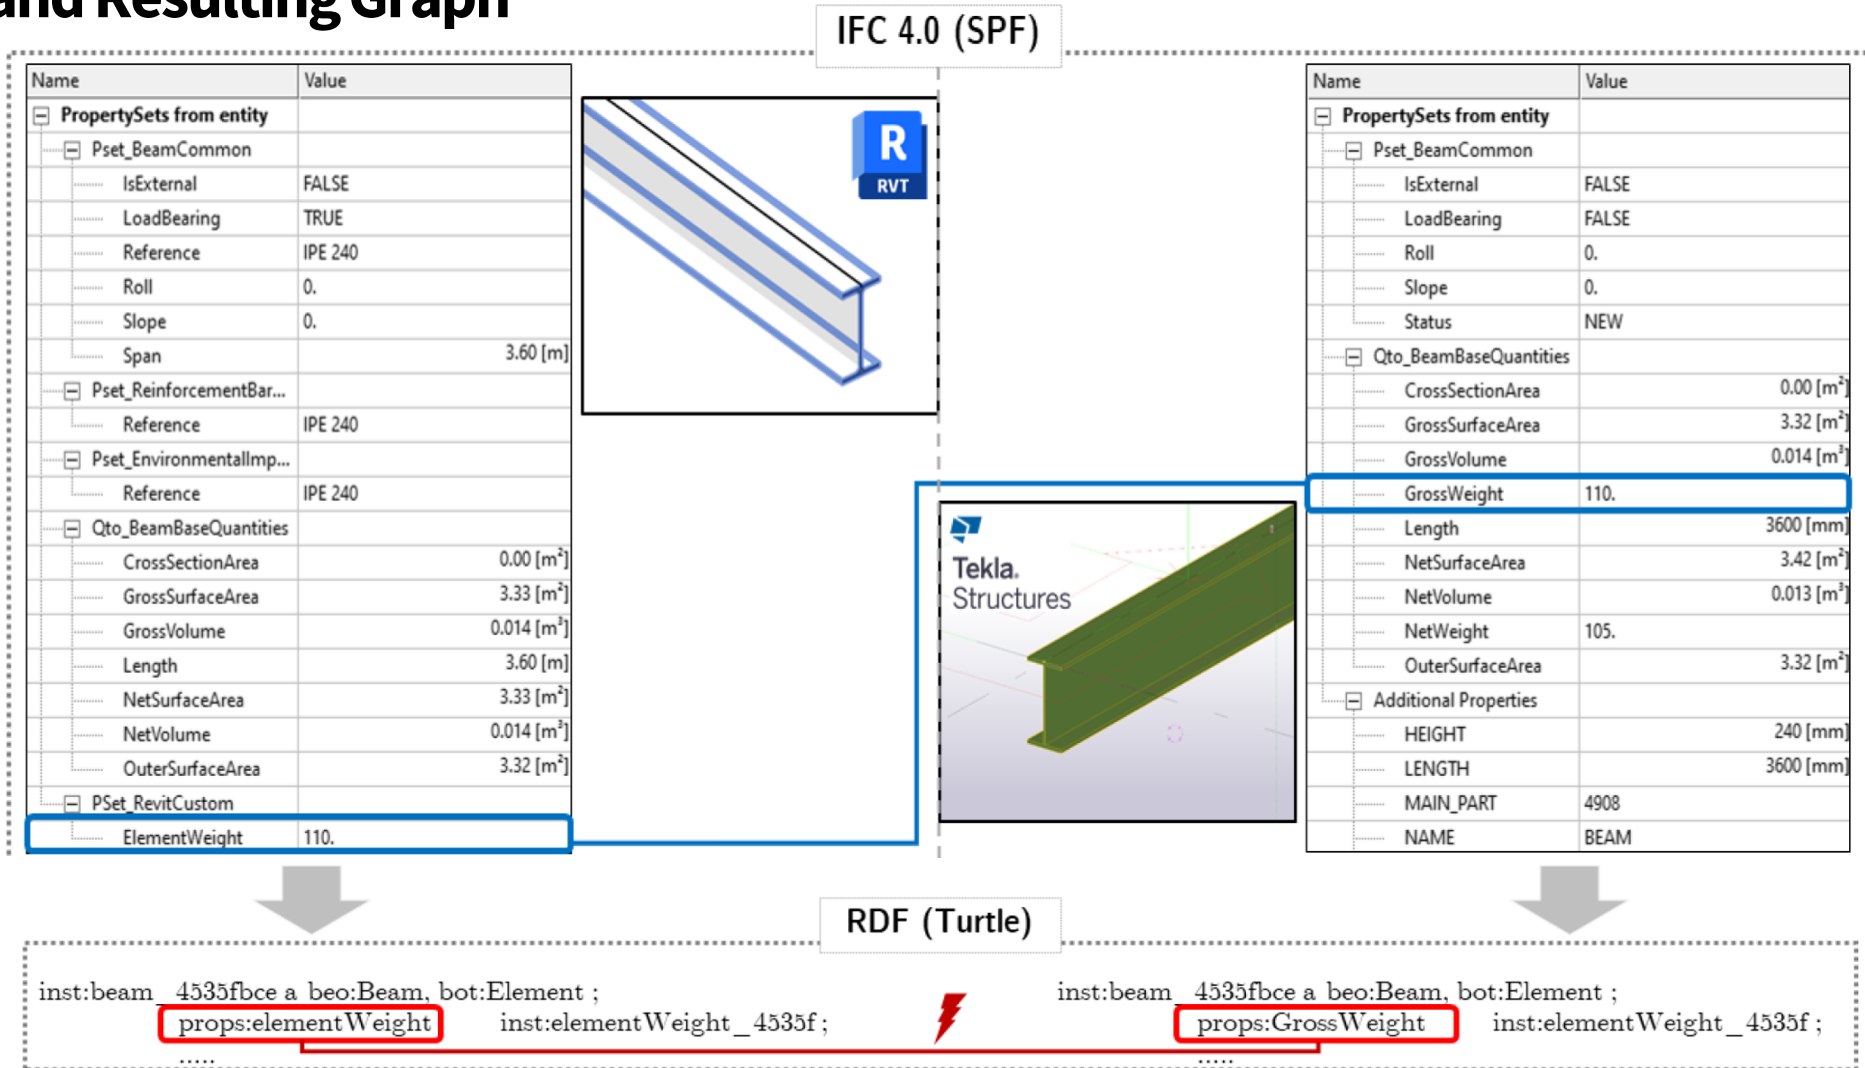 and Resulting Graph
IFC 4.0 (SPF)
Name Value
PropertySets from entity
Pset_BeamCommon
IsExternal FALSE
LoadBearing TRUE
Reference IPE 240
Roll 0.
Slope 0.
Span 3.60 [m]
Pset_ReinforcementBar...
Reference IPE 240
Pset_EnvironmentalImp...
Reference IPE 240
Qto_BeamBaseQuantities
CrossSectionArea 0.00 [m²]
GrossSurfaceArea 3.33 [m²]
GrossVolume 0.014 [m³]
Length 3.60 [m]
NetSurfaceArea 3.33 [m²]
NetVolume 0.014 [m³]
OuterSurfaceArea 3.32 [m²]
PSet_RevitCustom
ElementWeight 110.
R
RVT
Tekla.
Structures
Name Value
PropertySets from entity
Pset_BeamCommon
IsExternal FALSE
LoadBearing FALSE
Roll 0.
Slope 0.
Status NEW
Qto_BeamBaseQuantities
CrossSectionArea 0.00 [m²]
GrossSurfaceArea 3.32 [m²]
GrossVolume 0.014 [m³]
GrossWeight 110.
Length 3600 [mm]
NetSurfaceArea 3.42 [m²]
NetVolume 0.013 [m³]
NetWeight 105.
OuterSurfaceArea 3.32 [m²]
Additional Properties
HEIGHT 240 [mm]
LENGTH 3600 [mm]
MAIN_PART 4908
NAME BEAM
RDF (Turtle)
inst:beam_4535fbce a beo:Beam, bot:Element ;
props:elementWeight inst:elementWeight_4535f ;
.....
inst:beam_4535fbce a beo:Beam, bot:Element ;
props:GrossWeight inst:elementWeight_4535f ;
.....